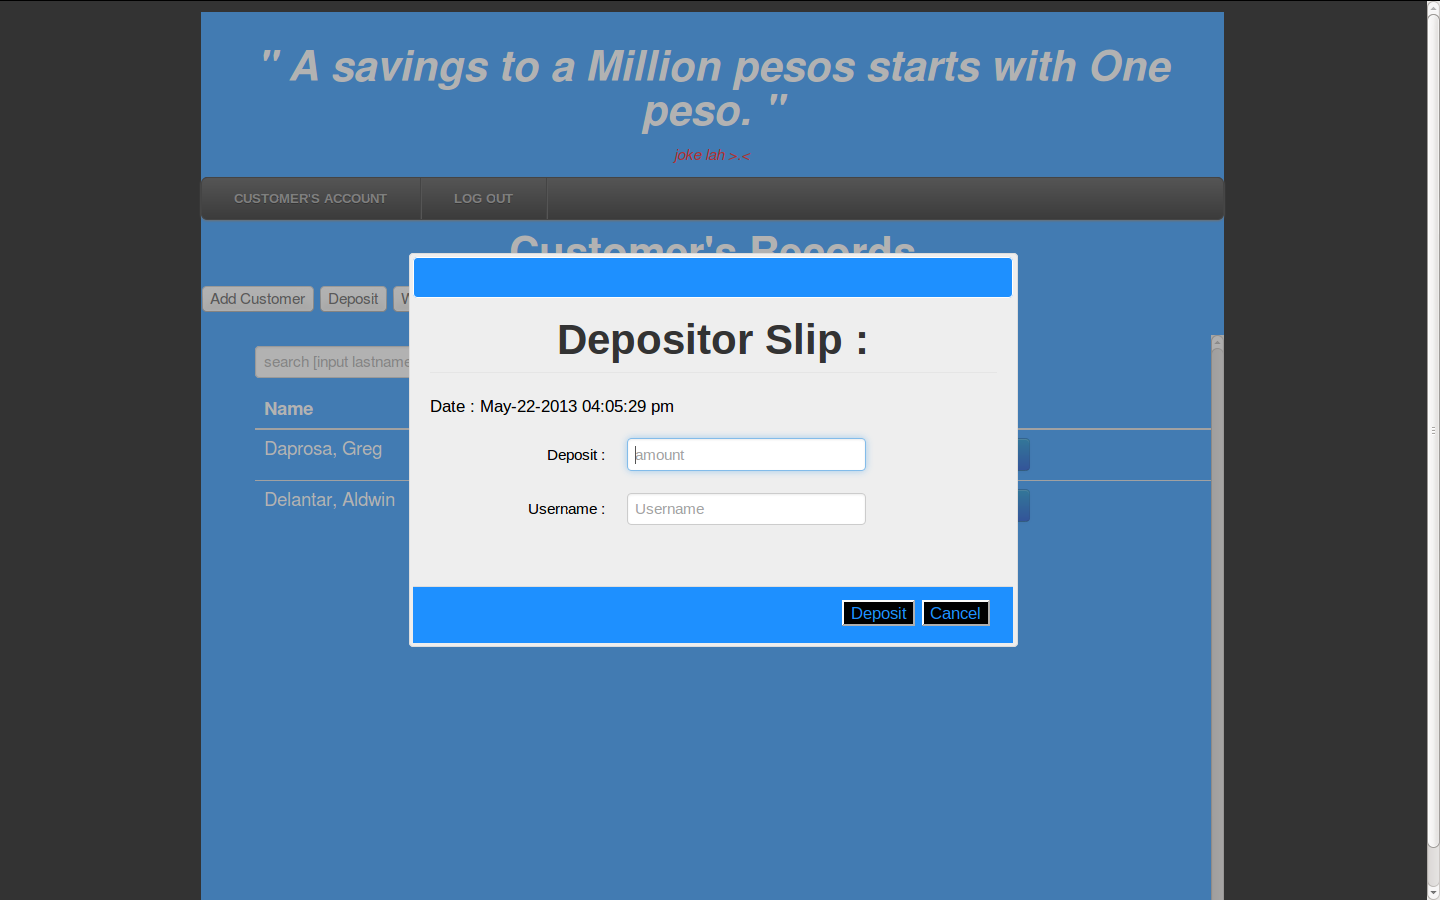 " A savings to a Million pesos starts with One
peso. "
joke lah >.<
CUSTOMER'S ACCOUNT LOG OUT
Customer's Records
Add Customer Deposit
search [input lastname
Name
Daprosa, Greg
Delantar, Aldwin
Depositor Slip :
Date : May-22-2013 04:05:29 pm
Deposit : amount
Username : Username
Deposit Cancel